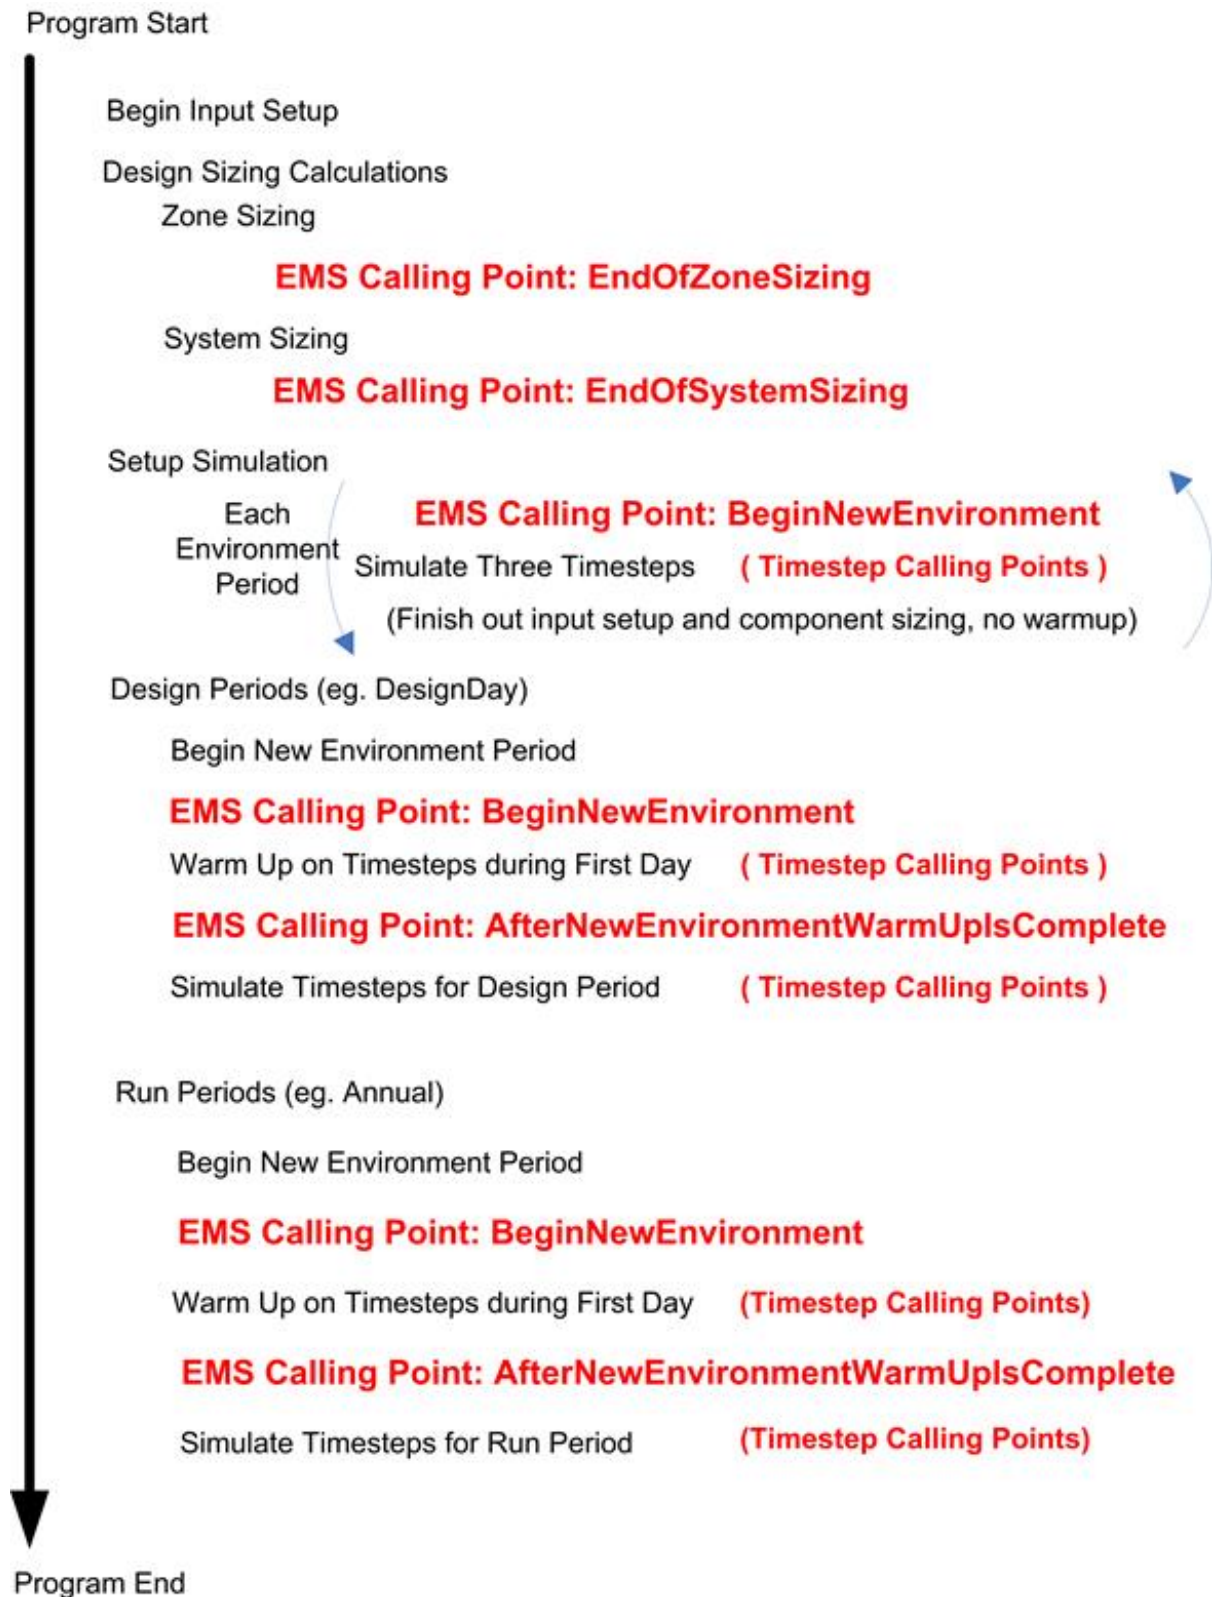 Program Start
Begin Input Setup
Design Sizing Calculations
Zone Sizing
EMS Calling Point: EndOfZoneSizing
System Sizing
EMS Calling Point: EndOfSystemSizing
Setup Simulation
Each
Environment
Period
EMS Calling Point: BeginNewEnvironment
Simulate Three Timesteps ( Timestep Calling Points )
(Finish out input setup and component sizing, no warmup)
Design Periods (eg. DesignDay)
Begin New Environment Period
EMS Calling Point: BeginNewEnvironment
Warm Up on Timesteps during First Day ( Timestep Calling Points )
EMS Calling Point: AfterNewEnvironmentWarmUpIsComplete
Simulate Timesteps for Design Period ( Timestep Calling Points )
Run Periods (eg. Annual)
Begin New Environment Period
EMS Calling Point: BeginNewEnvironment
Warm Up on Timesteps during First Day (Timestep Calling Points)
EMS Calling Point: AfterNewEnvironmentWarmUpIsComplete
Simulate Timesteps for Run Period (Timestep Calling Points)
Program End